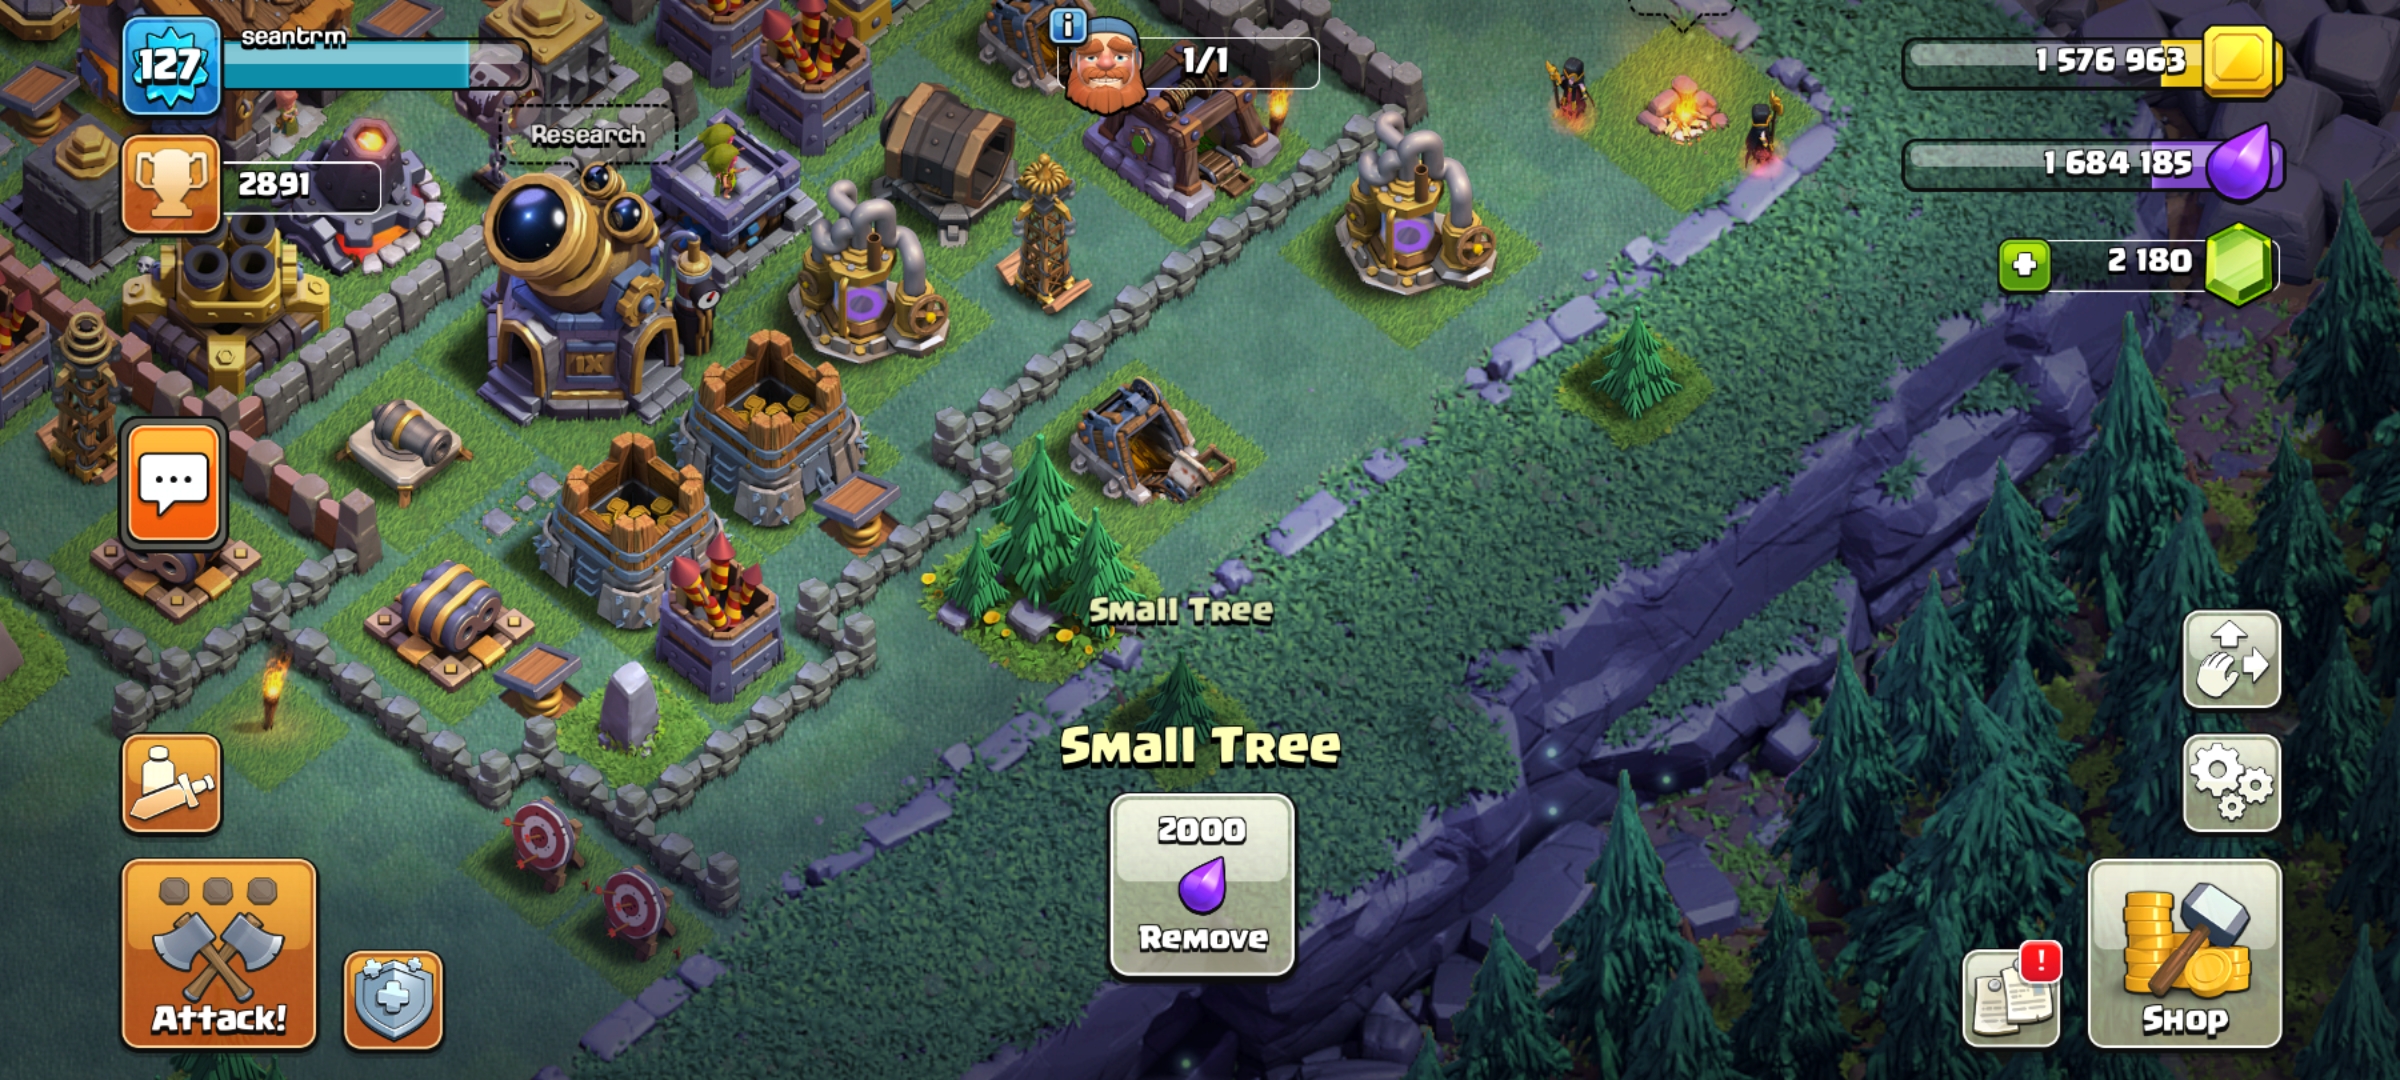 127
seantrm
1/1
1 576 963
Research
2891
1 684 185
2 180
IX
Small Tree
Small Tree
2000
Remove
Attack!
!
Shop